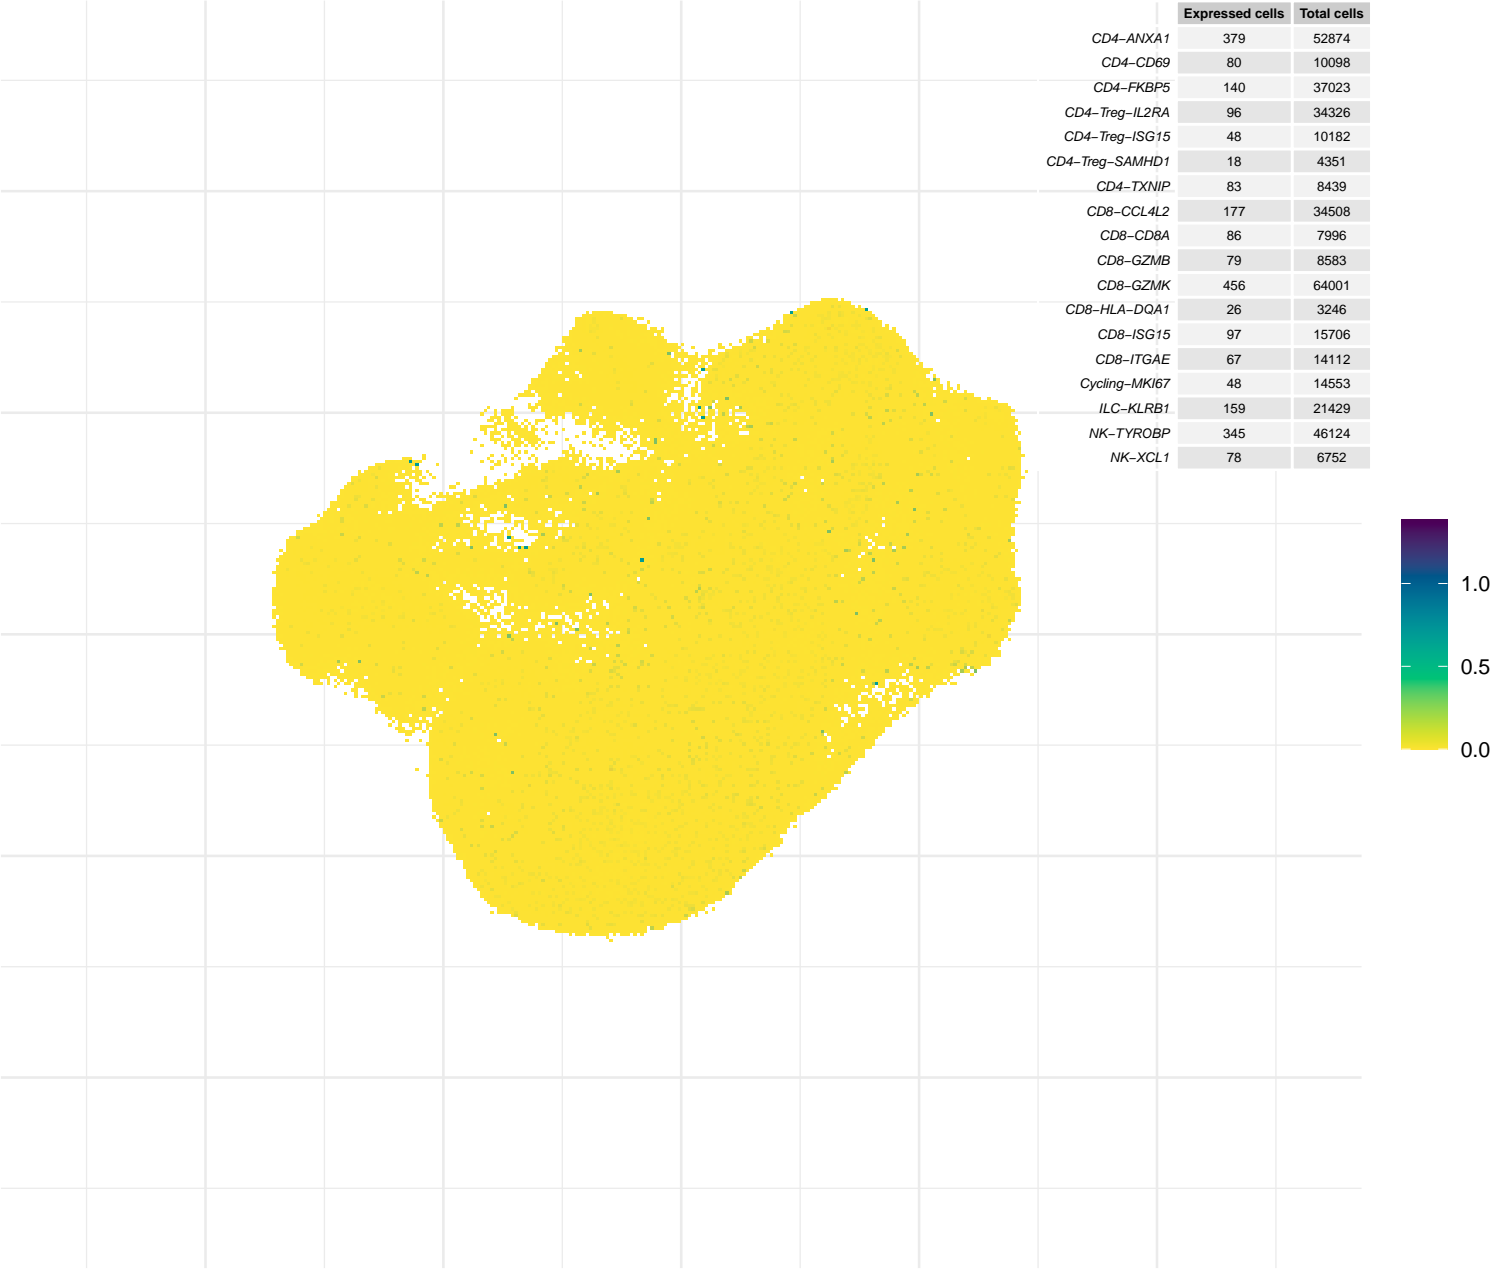 Expressed cells Total cells
CD4−ANXA1 379 52874
CD4−CD69 80 10098
CD4−FKBP5 140 37023
CD4−Treg−IL2RA 96 34326
CD4−Treg−ISG15 48 10182
CD4−Treg−SAMHD1 18 4351
CD4−TXNIP 83 8439
CD8−CCL4L2 177 34508
CD8−CD8A 86 7996
CD8−GZMB 79 8583
CD8−GZMK 456 64001
CD8−HLA−DQA1 26 3246
CD8−ISG15 97 15706
CD8−ITGAE 67 14112
Cycling−MKI67 48 14553
ILC−KLRB1 159 21429
NK−TYROBP 345 46124
NK−XCL1 78 6752
1.0
0.5
0.0